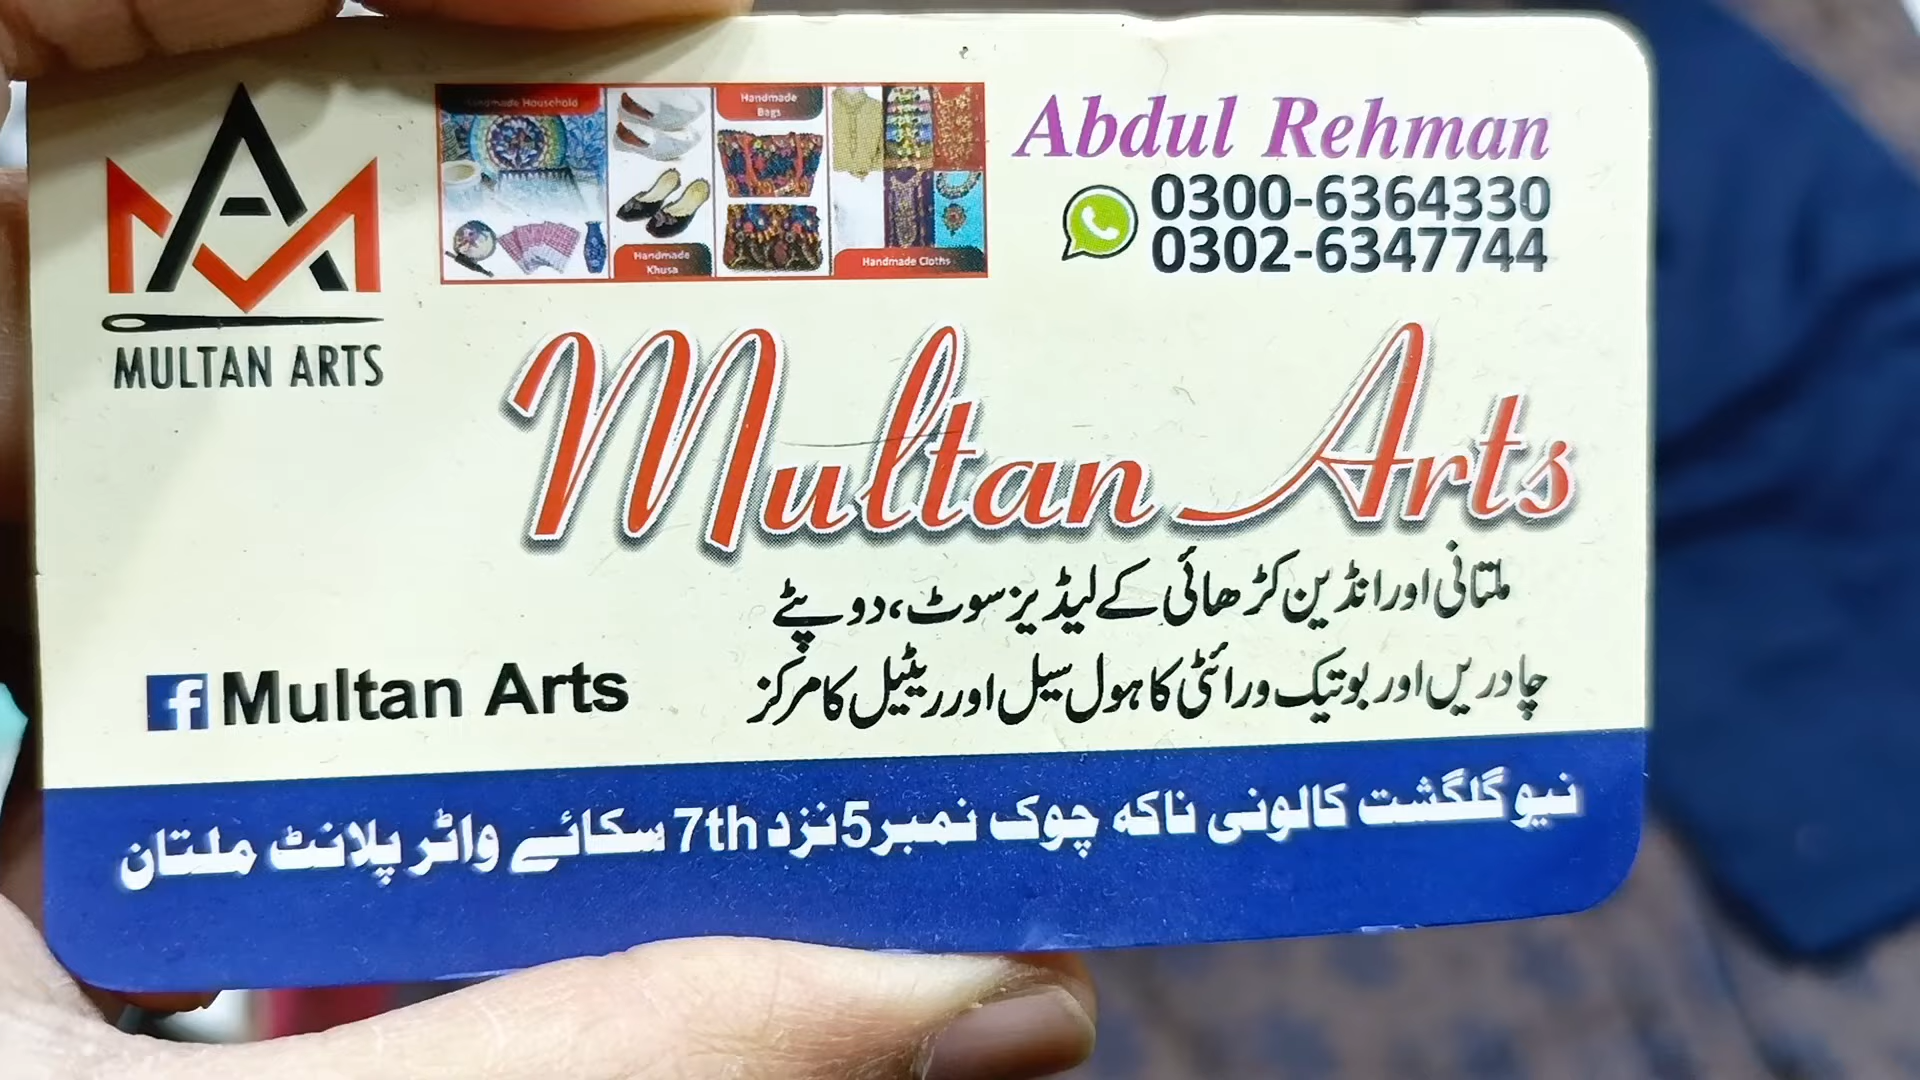 MULTAN ARTS
Handmade Household
Handmade
Bags
Handmade
Khusa
Handmade Cloths
Abdul Rehman
0300-6364330
0302-6347744
Multan Arts
ملتانی اور انڈین کڑھائی کے لیڈیز سوٹ، دوپٹے
چادریں اور بوتیک ورائٹی کا ہول سیل اور ریٹیل کا مرکز
Multan Arts
نیو گلگشت کالونی ناکہ چوک نمبر 5 نزد 7th سکائے واٹر پلانٹ ملتان